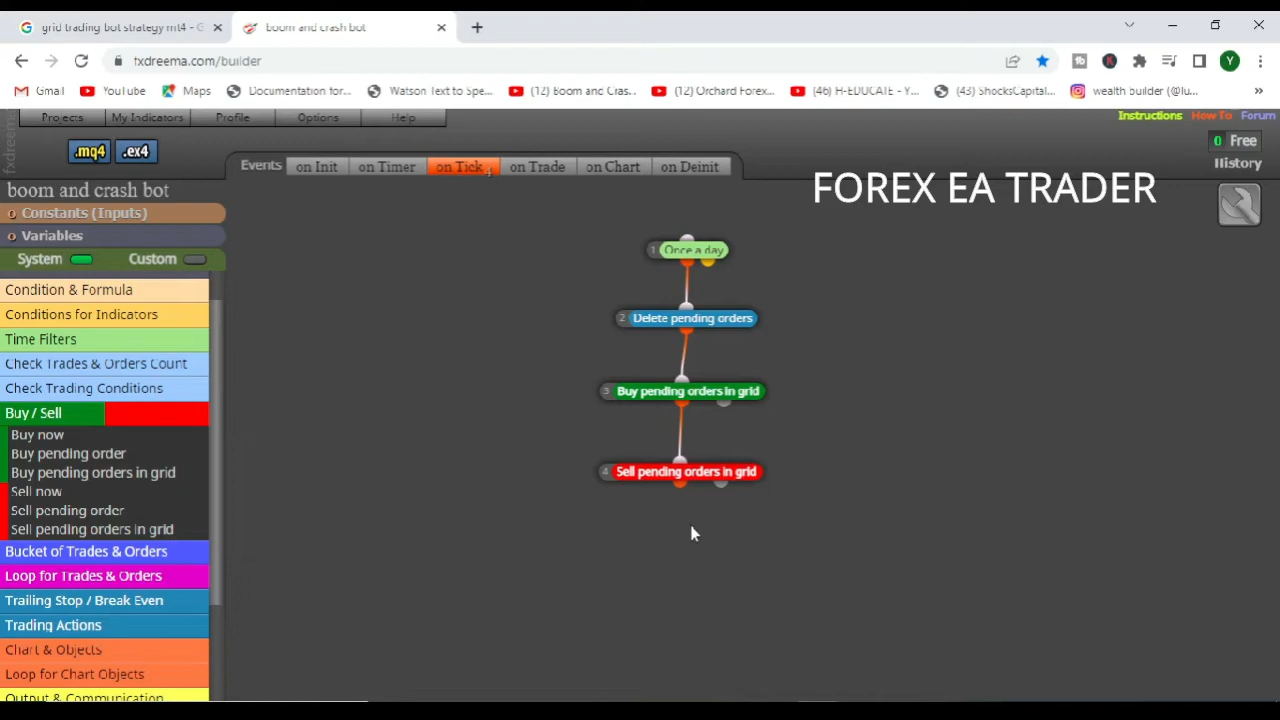 grid trading bot strategy mt4 - G
boom and crash bot
fxdreema.com/builder
Gmail
YouTube
Maps
Documentation for...
Watson Text to Spe...
(12) Boom and Cras...
(12) Orchard Forex...
(46) H-EDUCATE - Y...
(43) ShocksCapital...
wealth builder (@lu...
»
Projects
My Indicators
Profile
Options
Help
Instructions
How To
Forum
fxdreema
.mq4
.ex4
Events
on Init
on Timer
on Tick 4
on Trade
on Chart
on Deinit
0 Free
History
boom and crash bot
FOREX EA TRADER
Constants (Inputs)
Variables
System
Custom
Condition & Formula
Conditions for Indicators
Time Filters
Check Trades & Orders Count
Check Trading Conditions
Buy / Sell
Buy now
Buy pending order
Buy pending orders in grid
Sell now
Sell pending order
Sell pending orders in grid
Bucket of Trades & Orders
Loop for Trades & Orders
Trailing Stop / Break Even
Trading Actions
Chart & Objects
Loop for Chart Objects
Output & Communication
1 Once a day
2 Delete pending orders
3 Buy pending orders in grid
4 Sell pending orders in grid
Y